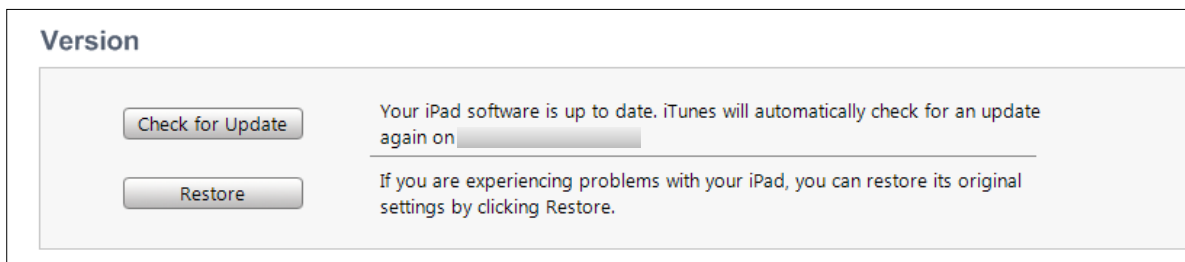 Version
Check for Update
Your iPad software is up to date. iTunes will automatically check for an update
again on
Restore
If you are experiencing problems with your iPad, you can restore its original
settings by clicking Restore.